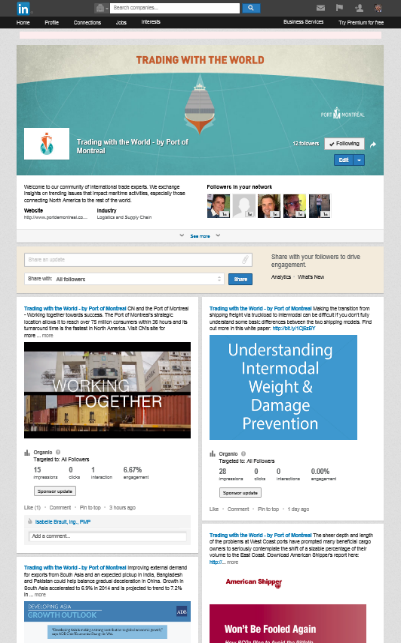 in
Search companies...
Home Profile Connections Jobs Interests Business Services Try Premium for free
TRADING WITH THE WORLD
PORT MONTRÉAL
Trading with the World - by Port of
Montreal
12 followers
Following
Edit
Welcome to our community of international trade experts. We exchange
insights on trending issues that impact maritime activities, especially those
connecting North America to the rest of the world.
Website Industry
http://www.portdemontreal.co... Logistics and Supply Chain
Followers in your network
See more
Share an update
Share with: All followers
Share
Share with your followers to drive
engagement.
Analytics · What's New
Trading with the World - by Port of Montreal CN and the Port of Montreal
- Working together towards success. The Port of Montreal's strategic
location allows it to reach over 75 million consumers within 36 hours and its
turnaround time is the fastest in North America. Visit CN's site for
more ... more
WORKING
TOGETHER
Organic
Targeted to: All Followers
15 0 1 6.67%
impressions clicks interaction engagement
Sponsor update
Like (1) · Comment · Pin to top · 3 hours ago
Isabelle Brault, ing., PMP
Add a comment...
Trading with the World - by Port of Montreal Improving external demand
for exports from South Asia and an expected pickup in India, Bangladesh
and Pakistan could help balance gradual deceleration in China. Growth in
South Asia accelerated to 6.9% in 2014 and is projected to trend to 7.2%
in ... more
DEVELOPING ASIA
GROWTH OUTLOOK
ADB
Trading with the World - by Port of Montreal Making the transition from
shipping freight via truckload to intermodal can be difficult if you don't fully
understand some basic differences between the two shipping models. Find
out more in this white paper:
Understanding
Intermodal
Weight &
Damage
Prevention
Organic
Targeted to: All Followers
28 0 0 0.00%
impressions clicks interactions engagement
Sponsor update
Like · Comment · Pin to top · 1 day ago
Trading with the World - by Port of Montreal The sheer depth and length
of the problems at West Coast ports have prompted many beneficial cargo
owners to seriously contemplate the shift of a sizable percentage of their
volume to the East Coast. Download American Shipper's report here:
http://... more
American Shipper
Won't Be Fooled Again